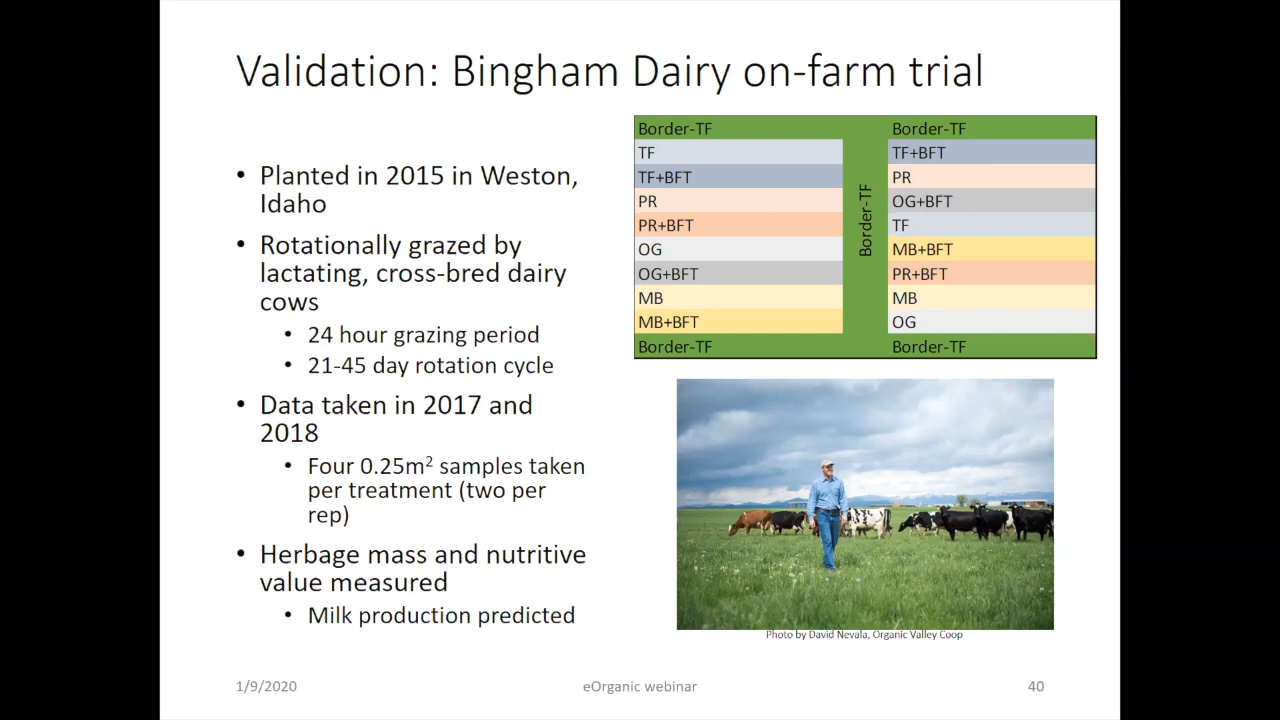 Validation: Bingham Dairy on-farm trial
• Planted in 2015 in Weston,
Idaho
• Rotationally grazed by
lactating, cross-bred dairy
cows
• 24 hour grazing period
• 21-45 day rotation cycle
• Data taken in 2017 and
2018
• Four 0.25m² samples taken
per treatment (two per
rep)
• Herbage mass and nutritive
value measured
• Milk production predicted
Border-TF
TF
TF+BFT
PR
PR+BFT
OG
OG+BFT
MB
MB+BFT
Border-TF
Border-TF
Border-TF
TF+BFT
PR
OG+BFT
TF
MB+BFT
PR+BFT
MB
OG
Border-TF
Photo by David Nevala, Organic Valley Coop
1/9/2020
eOrganic webinar
40